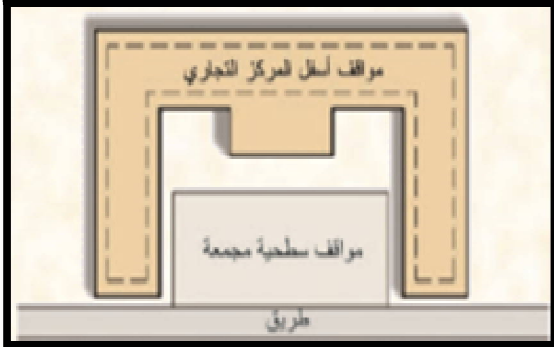 مواقف أسفل المركز التجاري
مواقف سطحية مجمعة
طريق